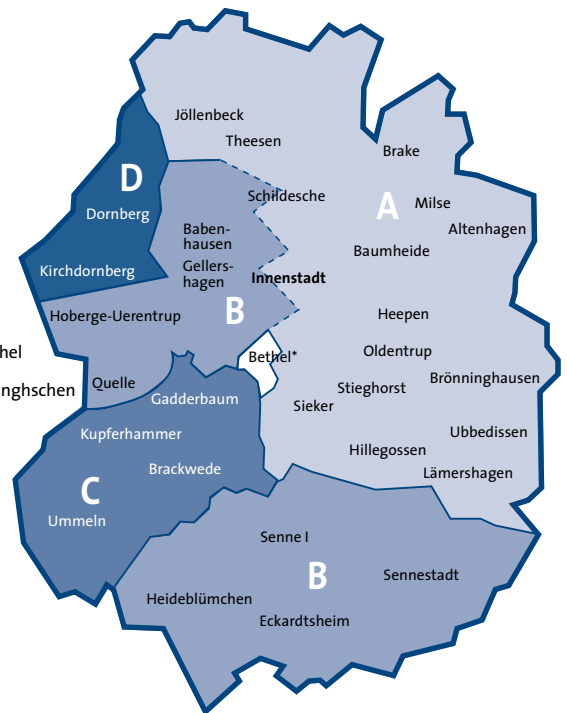 Jöllenbeck
Theesen
Brake
D
Schildesche
A
Milse
Dornberg
Altenhagen
Baben-
hausen
Baumheide
Gellers-
hagen
Innenstadt
Kirchdornberg
B
Hoberge-Uerentrup
Heepen
hel
Bethel*
Oldentrup
Quelle
Brönninghausen
nghschen
Stieghorst
Gadderbaum
Sieker
Kupferhammer
Ubbedissen
Hillegossen
Brackwede
Lämershagen
C
Ummeln
Senne I
B
Sennestadt
Heideblümchen
Eckardtsheim